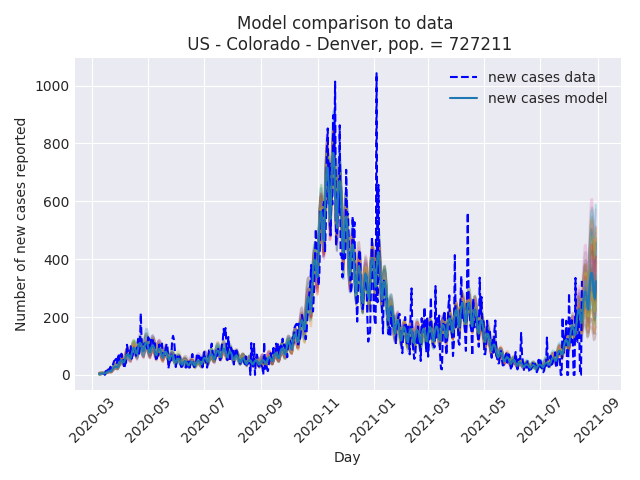 Model comparison to data
US - Colorado - Denver, pop. = 727211
new cases data
new cases model
Number of new cases reported
1000
800
600
400
200
0
2020-03
2020-05
2020-07
2020-09
2020-11
2021-01
2021-03
2021-05
2021-07
2021-09
Day